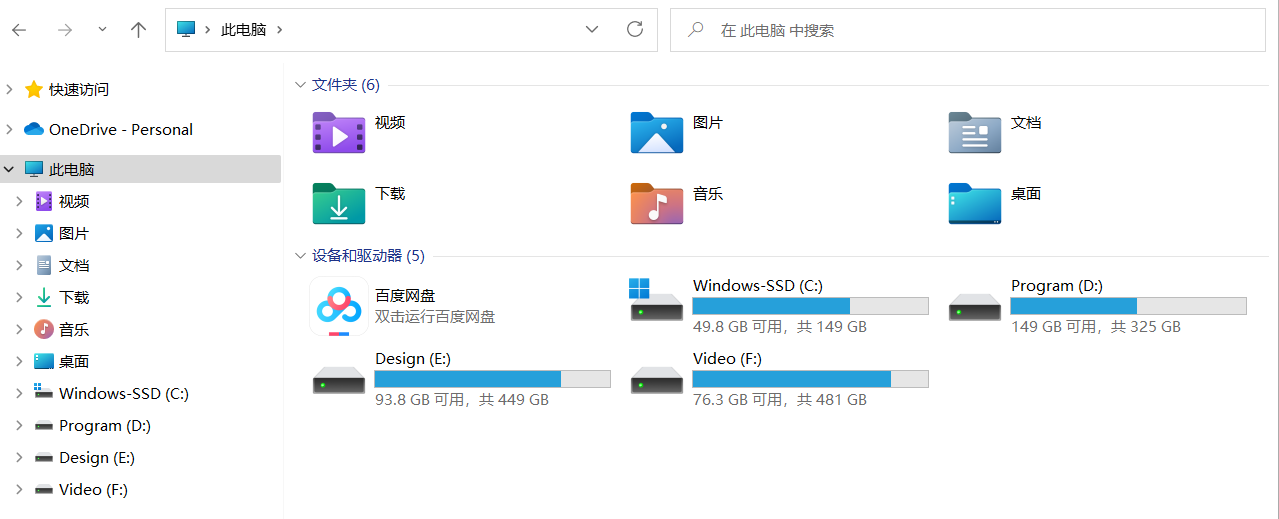 此电脑
在 此电脑 中搜索
快速访问
OneDrive - Personal
此电脑
视频
图片
文档
下载
音乐
桌面
Windows-SSD (C:)
Program (D:)
Design (E:)
Video (F:)
文件夹 (6)
视频
图片
文档
下载
音乐
桌面
设备和驱动器 (5)
百度网盘
双击运行百度网盘
Windows-SSD (C:)
49.8 GB 可用，共 149 GB
Program (D:)
149 GB 可用，共 325 GB
Design (E:)
93.8 GB 可用，共 449 GB
Video (F:)
76.3 GB 可用，共 481 GB